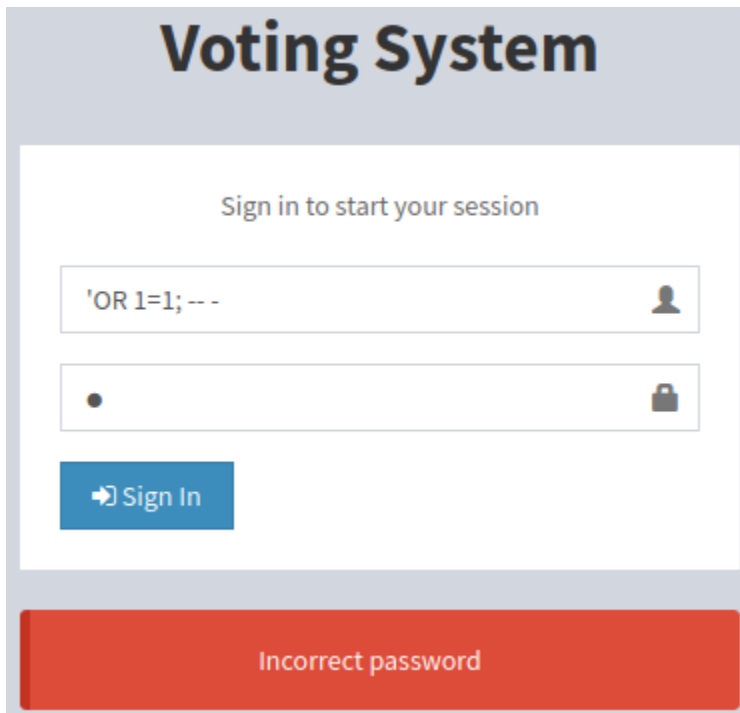 Voting System
Sign in to start your session
'OR 1=1; -- -
●
Sign In
Incorrect password